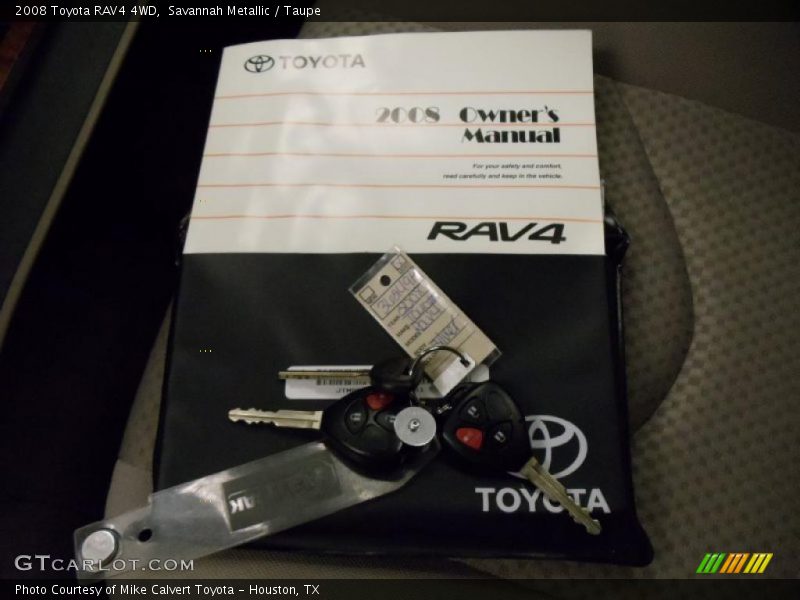 2008 Toyota RAV4 4WD,  Savannah Metallic / Taupe
TOYOTA
2008 Owner's
Manual
For your safety and comfort,
read carefully and keep in the vehicle.
RAV4
TOYOTA
GTCARLOT.COM
Photo Courtesy of Mike Calvert Toyota - Houston, TX